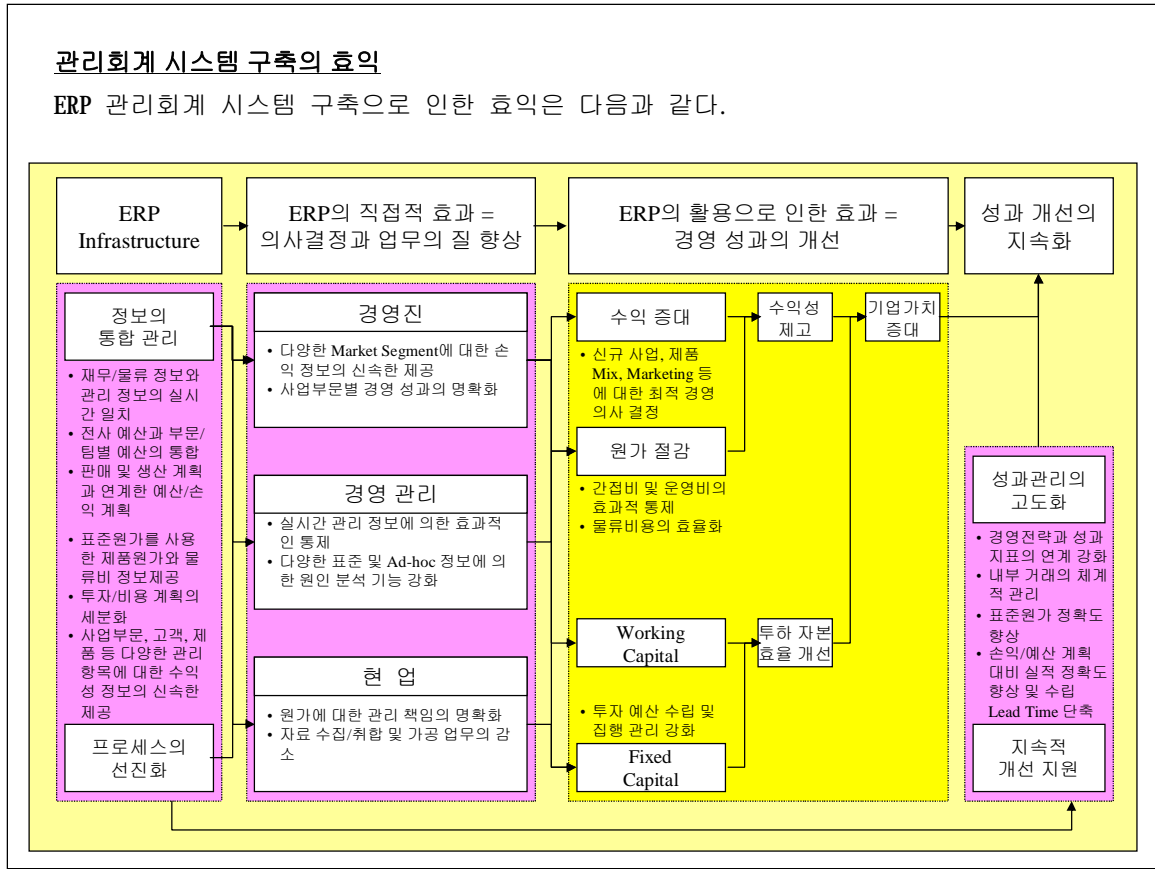 관리회계 시스템 구축의 효익
ERP 관리회계 시스템 구축으로 인한 효익은 다음과 같다.
ERP
Infrastructure
ERP의 직접적 효과 =
의사결정과 업무의 질 향상
ERP의 활용으로 인한 효과 =
경영 성과의 개선
성과 개선의
지속화
정보의
통합 관리
• 재무/물류 정보와
관리 정보의 실시
간 일치
• 전사 예산과 부문/
팀별 예산의 통합
• 판매 및 생산 계획
과 연계한 예산/손
익 계획
• 표준원가를 사용
한 제품원가와 물
류비 정보제공
• 투자/비용 계획의
세분화
• 사업부문, 고객, 제
품 등 다양한 관리
항목에 대한 수익
성 정보의 신속한
제공
프로세스의
선진화
경영진
• 다양한 Market Segment에 대한 손
익 정보의 신속한 제공
• 사업부문별 경영 성과의 명확화
경영 관리
• 실시간 관리 정보에 의한 효과적
인 통제
• 다양한 표준 및 Ad-hoc 정보에 의
한 원인 분석 기능 강화
현 업
• 원가에 대한 관리 책임의 명확화
• 자료 수집/취합 및 가공 업무의 감
소
수익 증대
• 신규 사업, 제품
Mix, Marketing 등
에 대한 최적 경영
의사 결정
원가 절감
• 간접비 및 운영비의
효과적 통제
• 물류비용의 효율화
Working
Capital
• 투자 예산 수립 및
집행 관리 강화
Fixed
Capital
수익성
제고
투하 자본
효율 개선
기업가치
증대
성과관리의
고도화
• 경영전략과 성과
지표의 연계 강화
• 내부 거래의 체계
적 관리
• 표준원가 정확도
향상
• 손익/예산 계획
대비 실적 정확도
향상 및 수립
Lead Time 단축
지속적
개선 지원